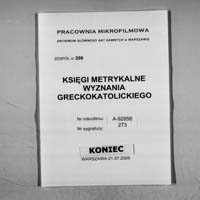 PRACOWNIA MIKROFILMOWA
ARCHIWUM GŁÓWNEGO AKT DAWNYCH w WARSZAWIE
ZESPÓŁ nr 298
KSIĘGI METRYKALNE
WYZNANIA
GRECKOKATOLICKIEGO
Nr mikrofilmu: A-92856
Nr sygnatury: 273
KONIEC
WARSZAWA 01.07.2009